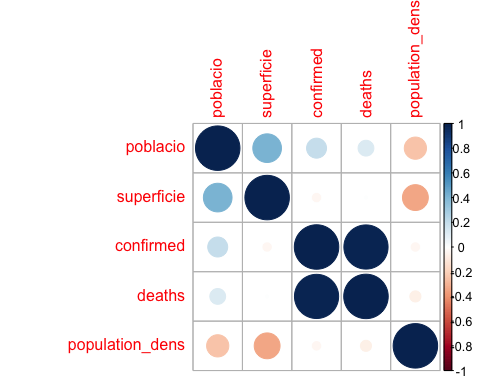 poblacio
superficie
confirmed
deaths
population_dens
poblacio
superficie
confirmed
deaths
population_dens
1
0.8
0.6
0.4
0.2
0
-0.2
-0.4
-0.6
-0.8
-1